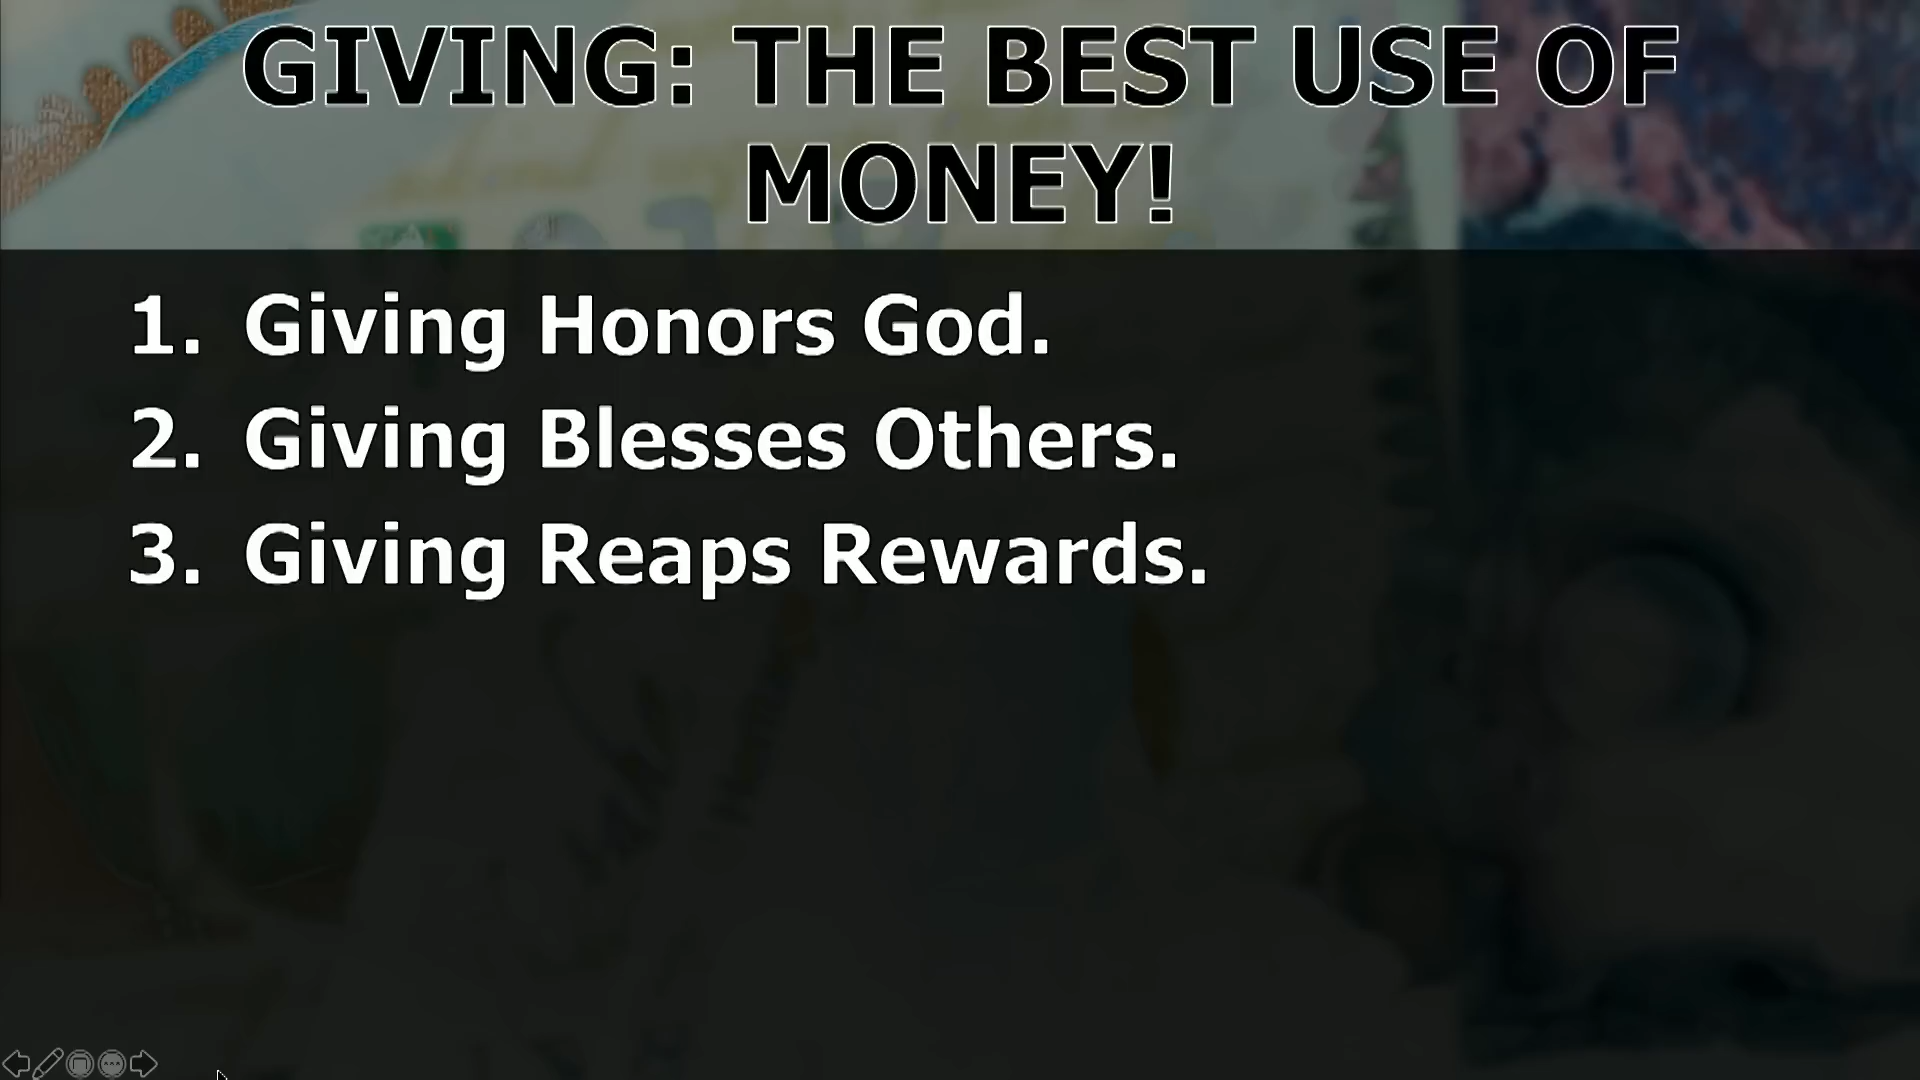 GIVING: THE BEST USE OF
MONEY!
1. Giving Honors God.
2. Giving Blesses Others.
3. Giving Reaps Rewards.